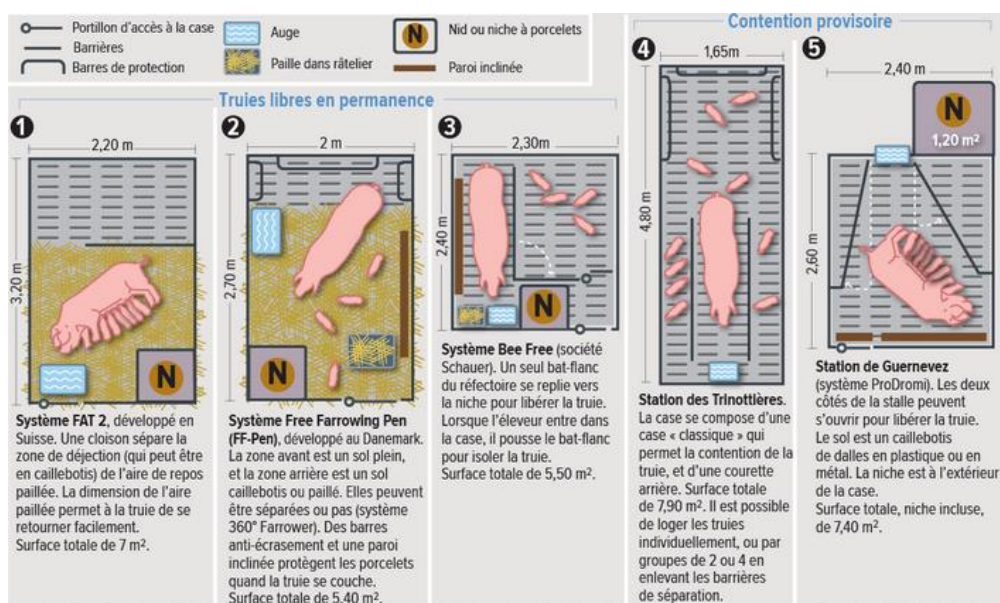 Portillon d'accès à la case
Barrières
Barres de protection
Auge
Paille dans râtelier
N
Nid ou niche à porcelets
Paroi inclinée
Truies libres en permanence
Contention provisoire
1
2,20 m
3,20 m
N
Système FAT 2, développé en
Suisse. Une cloison sépare la
zone de déjection (qui peut être
en caillebotis) de l'aire de repos
paillée. La dimension de l'aire
paillée permet à la truie de se
retourner facilement.
Surface totale de 7 m².
2
2 m
2,70 m
N
Système Free Farrowing Pen
(FF-Pen), développé au Danemark.
La zone avant est un sol plein,
et la zone arrière est un sol
caillebotis ou paillé. Elles peuvent
être séparées ou pas (système
360° Farrower). Des barres
anti-écrasement et une paroi
inclinée protègent les porcelets
quand la truie se couche.
Surface totale de 5,40 m².
3
2,30m
2,40 m
N
Système Bee Free (société
Schauer). Un seul bat-flanc
du réfectoire se replie vers
la niche pour libérer la truie.
Lorsque l'éleveur entre dans
la case, il pousse le bat-flanc
pour isoler la truie.
Surface totale de 5,50 m².
4
1,65m
4,80 m
Station des Trinottières.
La case se compose d'une
case « classique » qui
permet la contention de la
truie, et d'une courette
arrière. Surface totale
de 7,90 m². Il est possible
de loger les truies
individuellement, ou par
groupes de 2 ou 4 en
enlevant les barrières
de séparation.
5
2,40 m
N
1,20 m²
2,60 m
Station de Guernevez
(système ProDromi). Les deux
côtés de la stalle peuvent
s'ouvrir pour libérer la truie.
Le sol est un caillebotis
de dalles en plastique ou en
métal. La niche est à l'extérieur
de la case.
Surface totale, niche incluse,
de 7,40 m².